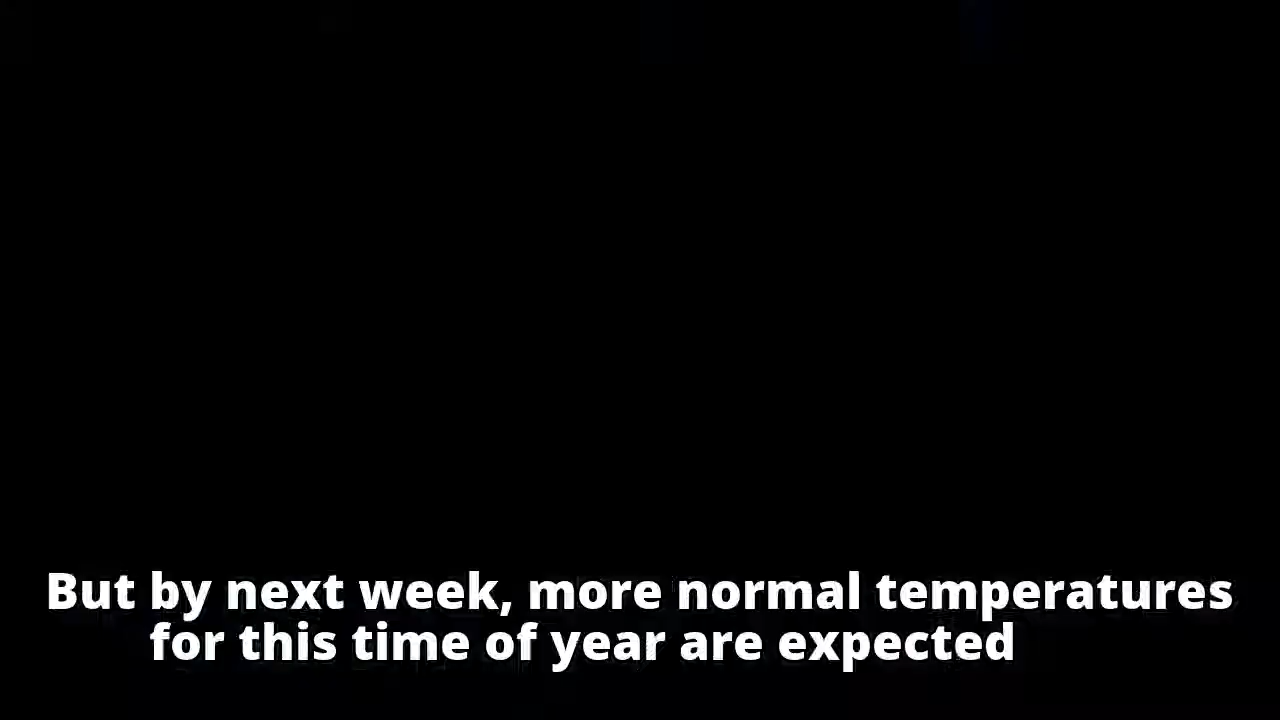 But by next week, more normal temperatures
for this time of year are expected